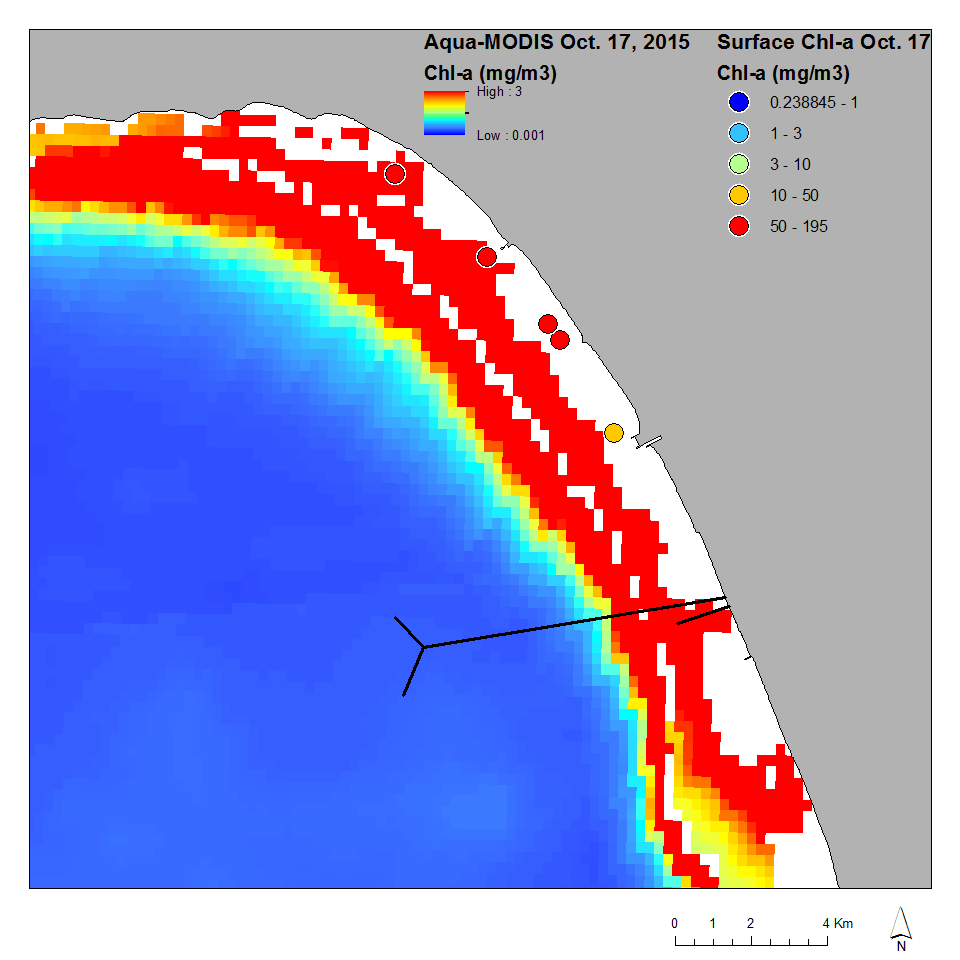 Aqua-MODIS Oct. 17, 2015
Chl-a (mg/m3)
High : 3
Low : 0.001
Surface Chl-a Oct. 17
Chl-a (mg/m3)
0.238845 - 1
1 - 3
3 - 10
10 - 50
50 - 195
0 1 2 4 Km
N